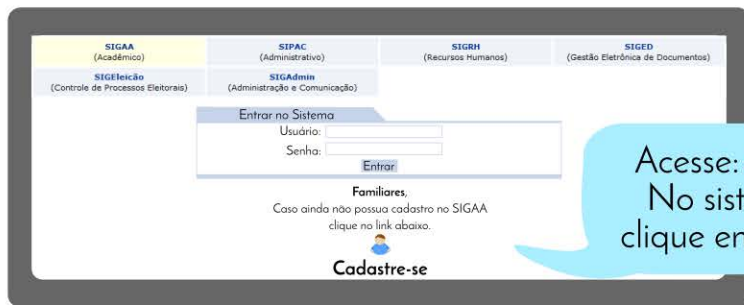 SIGAA
(Acadêmico)
SIPAC
(Administrativo)
SIGRH
(Recursos Humanos)
SIGED
(Gestão Eletrônica de Documentos)
SIGEleição
(Controle de Processos Eleitorais)
SIGAdmin
(Administração e Comunicação)
Entrar no Sistema
Usuário:
Senha:
Entrar
Familiares,
Caso ainda não possua cadastro no SIGAA
clique no link abaixo.
Cadastre-se
Acesse:
No
clique